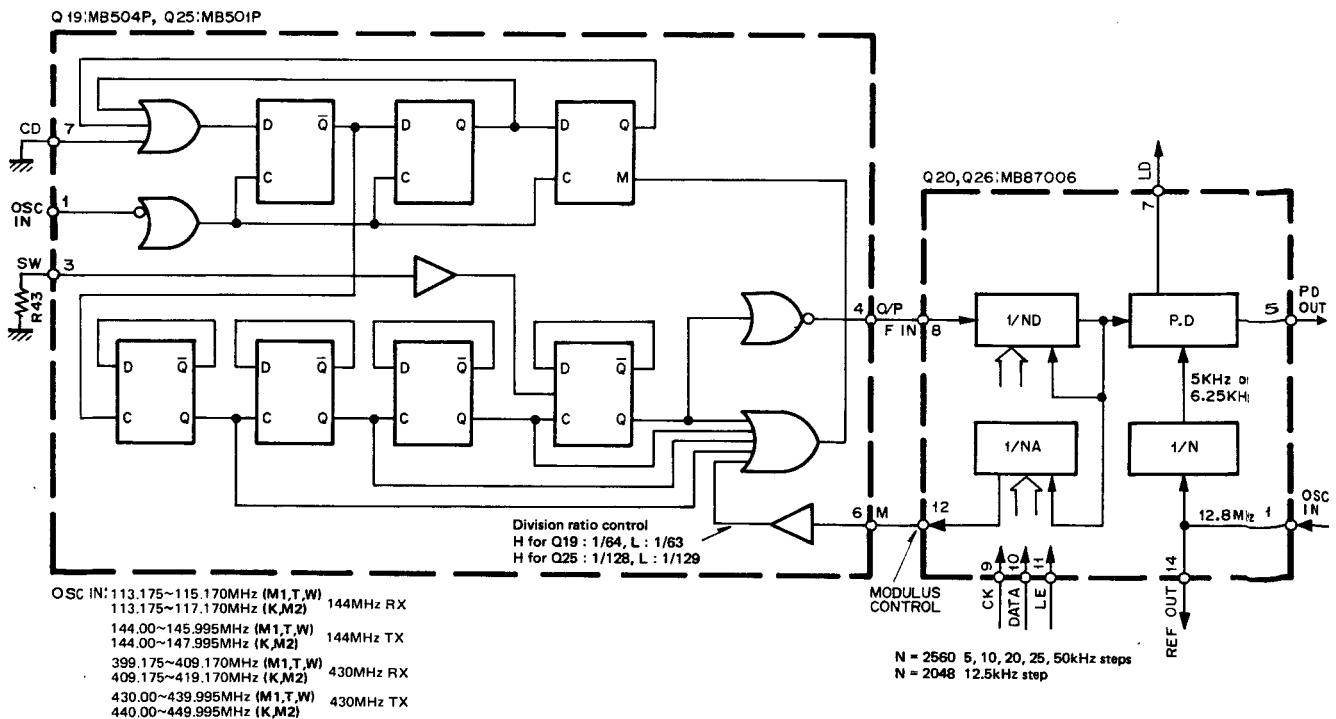 Q19:MB504P, Q25:MB501P
CD
7
OSC IN
1
SW
3
R43
D
Q̅
C
D
Q
C
D
Q
C
M
D
Q̅
C
Q
D
Q̅
C
Q
D
Q̅
C
Q
D
Q̅
C
Q
4 O/P
6 M
Division ratio control
H for Q19 : 1/64, L : 1/63
H for Q25 : 1/128, L : 1/129
Q20,Q26:MB87006
LD
7
F IN 8
1/ND
P.D
5
PD OUT
5KHz or
6.25KHz
1/NA
1/N
12
12.8MHz 1
OSC IN
MODULUS CONTROL
CK 9
DATA 10
LE 11
14
REF OUT
N = 2560 5, 10, 20, 25, 50kHz steps
N = 2048 12.5kHz step
OSC IN: 113.175~115.170MHz (M1,T,W)
113.175~117.170MHz (K,M2)
144MHz RX
144.00~145.995MHz (M1,T,W)
144.00~147.995MHz (K,M2)
144MHz TX
399.175~409.170MHz (M1,T,W)
409.175~419.170MHz (K,M2)
430MHz RX
430.00~439.995MHz (M1,T,W)
440.00~449.995MHz (K,M2)
430MHz TX